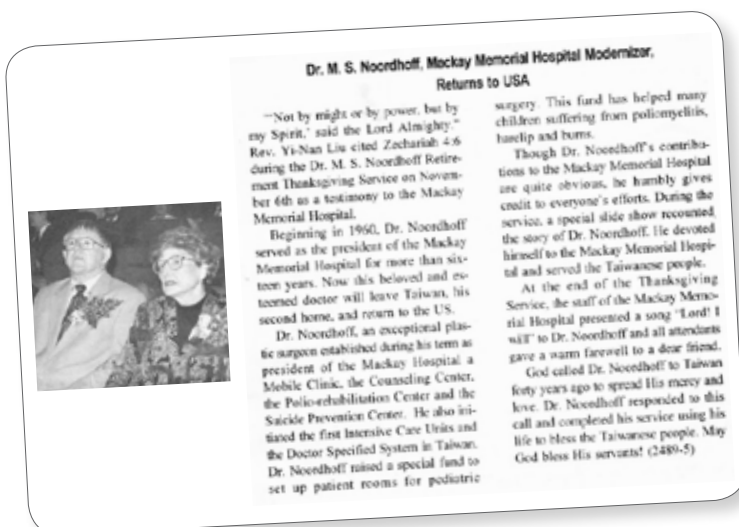 Dr. M. S. Noordhoff, Mackay Memorial Hospital Modernizer,
Returns to USA
"'Not by might or by power, but by
my Spirit,' said the Lord Almighty."
Rev. Yi-Nan Liu cited Zechariah 4:6
during the Dr. M. S. Noordhoff Retire-
ment Thanksgiving Service on Novem-
ber 6th as a testimony to the Mackay
Memorial Hospital.
Beginning in 1960, Dr. Noordhoff
served as the president of the Mackay
Memorial Hospital for more than six-
teen years. Now this beloved and es-
teemed doctor will leave Taiwan, his
second home, and return to the US.
Dr. Noordhoff, an exceptional plas-
tic surgeon established during his term as
president of the Mackay Hospital a
Mobile Clinic, the Counseling Center,
the Polio-rehabilitation Center and the
Suicide Prevention Center. He also ini-
tiated the first Intensive Care Units and
the Doctor Specified System in Taiwan.
Dr. Noordhoff raised a special fund to
set up patient rooms for pediatric
surgery. This fund has helped many
children suffering from poliomyelitis,
harelip and burns.
Though Dr. Noordhoff's contribu-
tions to the Mackay Memorial Hospital
are quite obvious, he humbly gives
credit to everyone's efforts. During the
service, a special slide show recounted
the story of Dr. Noordhoff. He devoted
himself to the Mackay Memorial Hospi-
tal and served the Taiwanese people.
At the end of the Thanksgiving
Service, the staff of the Mackay Memo-
rial Hospital presented a song "Lord! I
will" to Dr. Noordhoff and all attendants
gave a warm farewell to a dear friend.
God called Dr. Noordhoff to Taiwan
forty years ago to spread His mercy and
love. Dr. Noordhoff responded to this
call and completed his service using his
life to bless the Taiwanese people. May
God bless His servants! (2489-5)